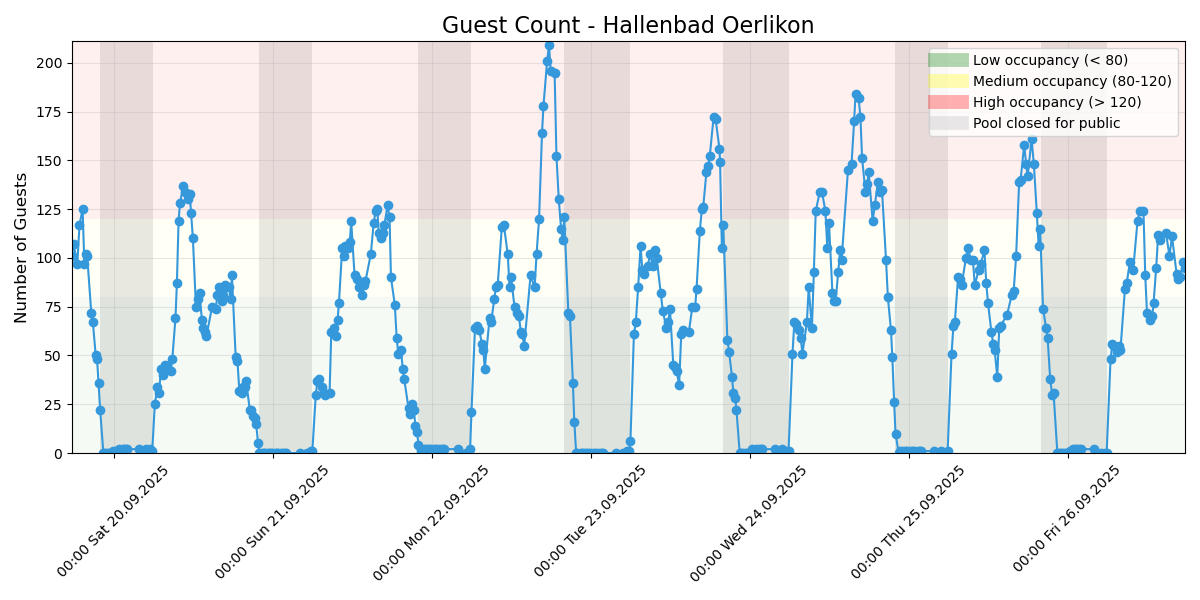 Guest Count - Hallenbad Oerlikon
Number of Guests
200
175
150
125
100
75
50
25
0
Low occupancy (< 80)
Medium occupancy (80-120)
High occupancy (> 120)
Pool closed for public
00:00 Sat 20.09.2025
00:00 Sun 21.09.2025
00:00 Mon 22.09.2025
00:00 Tue 23.09.2025
00:00 Wed 24.09.2025
00:00 Thu 25.09.2025
00:00 Fri 26.09.2025